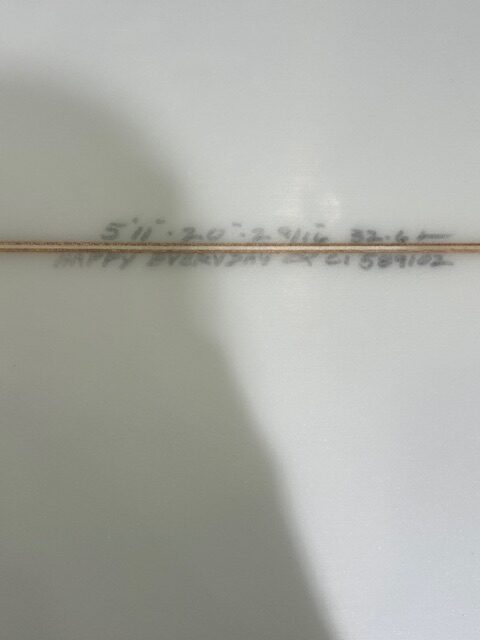 5'11" · 20" · 2 9/16 32.6L
HAPPY EVERYDAY CI 589102